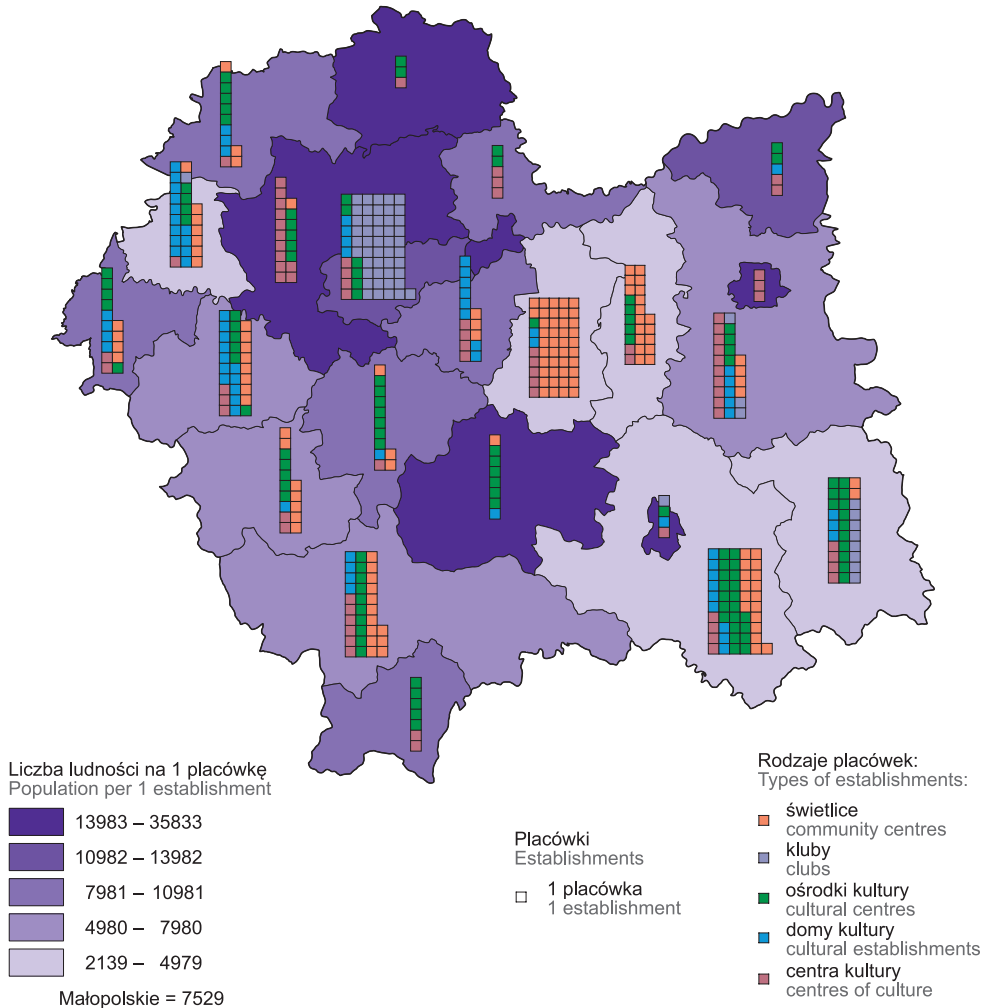 Liczba ludności na 1 placówkę
Population per 1 establishment
13983 – 35833
10982 – 13982
7981 – 10981
4980 – 7980
2139 – 4979
Małopolskie = 7529
Placówki
Establishments
1 placówka
1 establishment
Rodzaje placówek:
Types of establishments:
świetlice
community centres
kluby
clubs
ośrodki kultury
cultural centres
domy kultury
cultural establishments
centra kultury
centres of culture